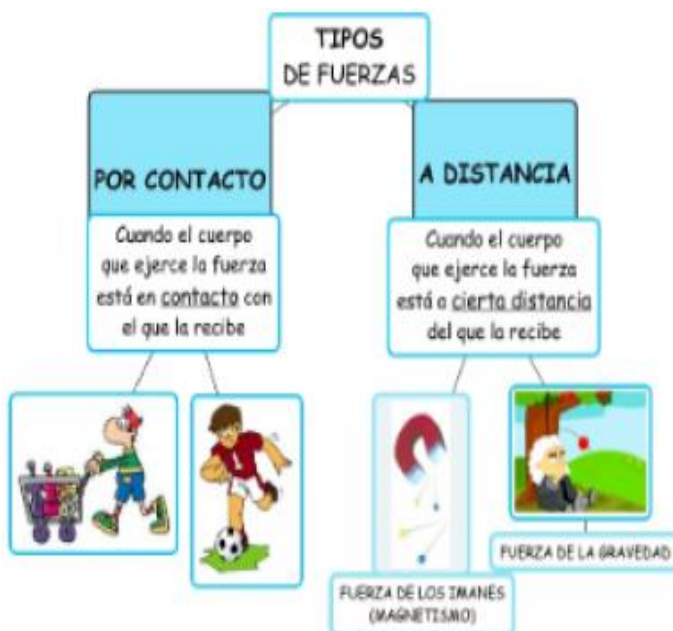 TIPOS
DE FUERZAS
POR CONTACTO
Cuando el cuerpo
que ejerce la fuerza
está en contacto con
el que la recibe
A DISTANCIA
Cuando el cuerpo
que ejerce la fuerza
está a cierta distancia
del que la recibe
FUERZA DE LOS IMANES
(MAGNETISMO)
FUERZA DE LA GRAVEDAD